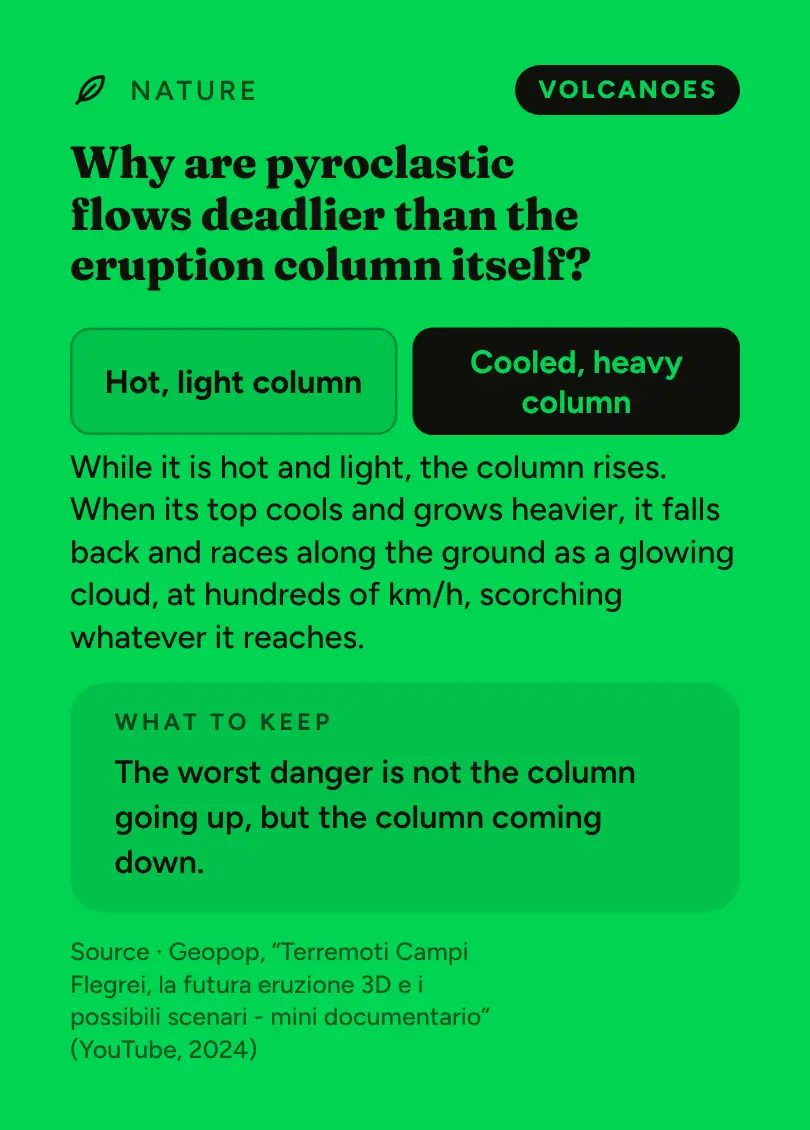 NATURE
VOLCANOES
Why are pyroclastic
flows deadlier than the
eruption column itself?
Hot, light column
Cooled, heavy
column
While it is hot and light, the column rises.
When its top cools and grows heavier, it falls
back and races along the ground as a glowing
cloud, at hundreds of km/h, scorching
whatever it reaches.
WHAT TO KEEP
The worst danger is not the column
going up, but the column coming
down.
Source · Geopop, “Terremoti Campi
Flegrei, la futura eruzione 3D e i
possibili scenari - mini documentario”
(YouTube, 2024)